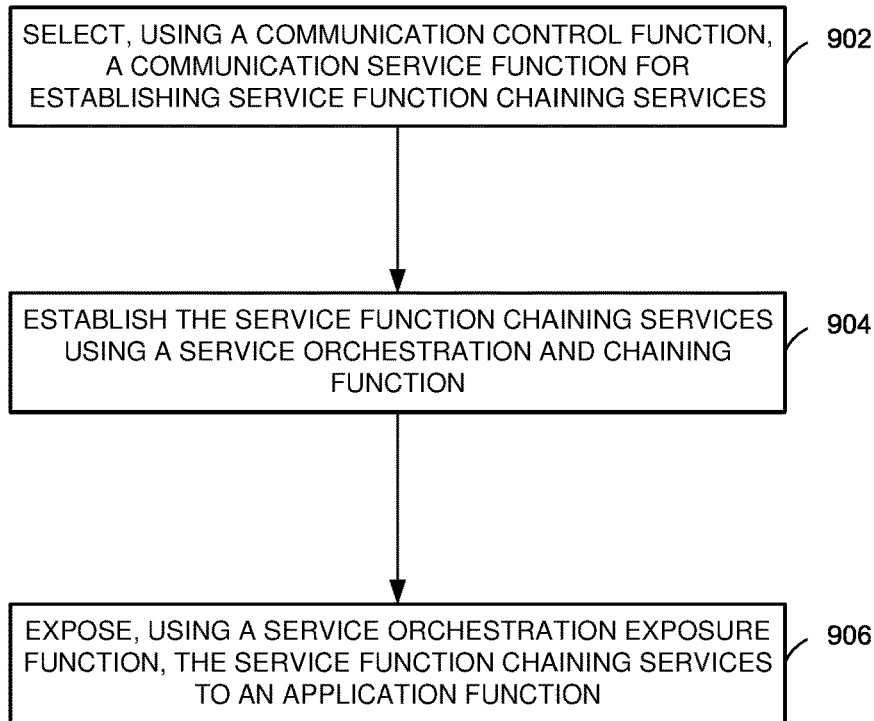 SELECT, USING A COMMUNICATION CONTROL FUNCTION,
A COMMUNICATION SERVICE FUNCTION FOR
ESTABLISHING SERVICE FUNCTION CHAINING SERVICES
902
ESTABLISH THE SERVICE FUNCTION CHAINING SERVICES
USING A SERVICE ORCHESTRATION AND CHAINING
FUNCTION
904
EXPOSE, USING A SERVICE ORCHESTRATION EXPOSURE
FUNCTION, THE SERVICE FUNCTION CHAINING SERVICES
TO AN APPLICATION FUNCTION
906